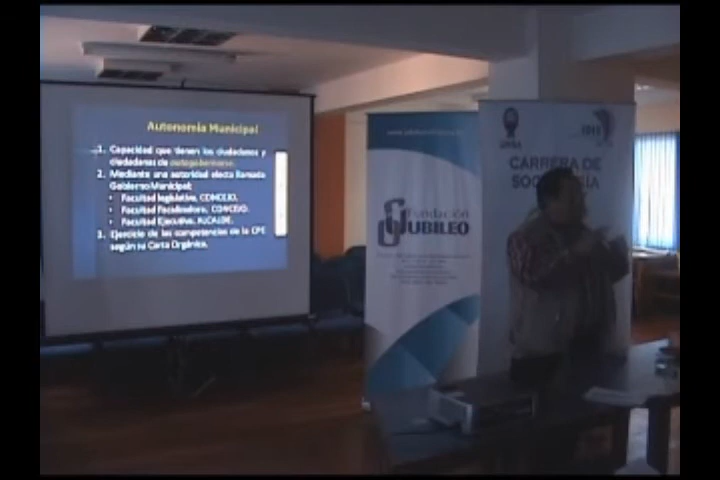 Autonomía Municipal
1. Capacidad que tienen los ciudadanos y
ciudadanas de autogobernarse.
2. Mediante una autoridad electa llamada
Gobierno Municipal:
• Facultad legislativa, CONCEJO.
• Facultad Fiscalizadora, CONCEJO.
• Facultad Ejecutiva, ALCALDE.
3. Ejercicio de las competencias de la CPE
según su Carta Orgánica.
Fundación
JUBILEO
CARRERA DE